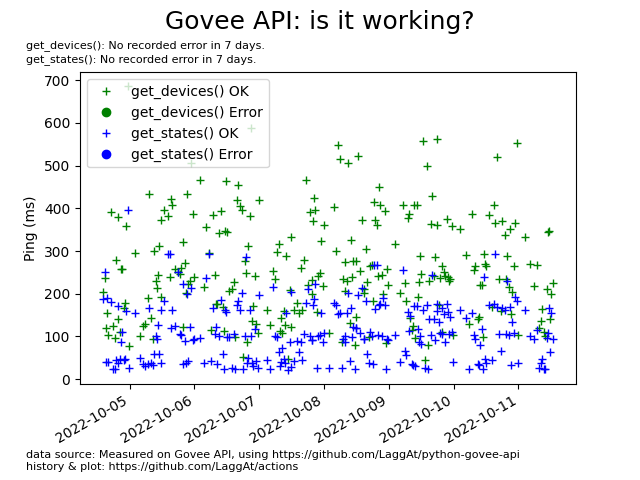 Govee API: is it working?
get_devices(): No recorded error in 7 days.
get_states(): No recorded error in 7 days.
700
600
500
400
300
200
100
0
Ping (ms)
get_devices() OK
get_devices() Error
get_states() OK
get_states() Error
2022-10-05
2022-10-06
2022-10-07
2022-10-08
2022-10-09
2022-10-10
2022-10-11
data source: Measured on Govee API, using https://github.com/LaggAt/python-govee-api
history & plot: https://github.com/LaggAt/actions